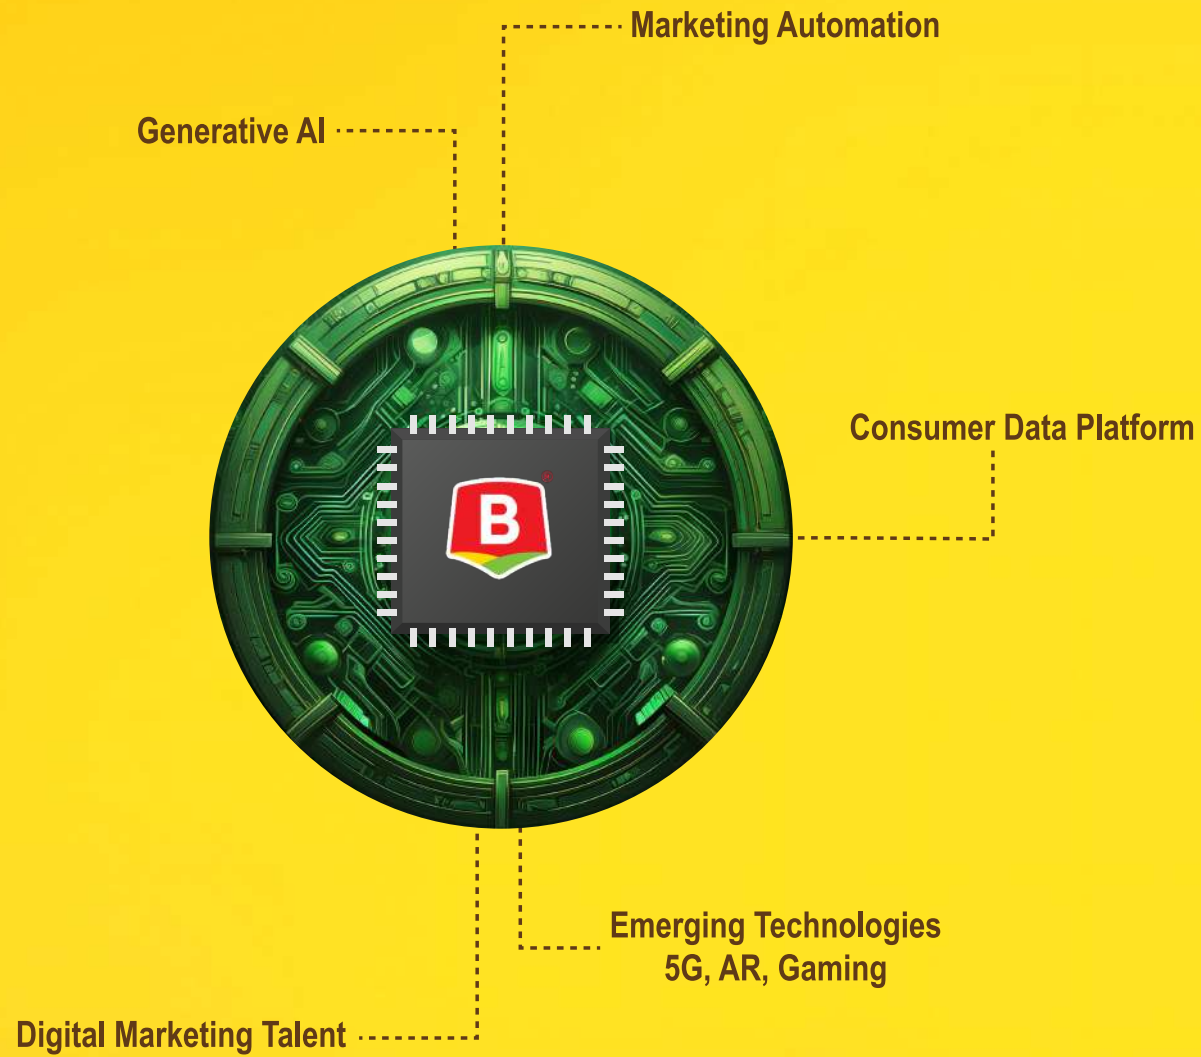 Marketing Automation
Generative AI
Consumer Data Platform
B
Emerging Technologies
5G, AR, Gaming
Digital Marketing Talent